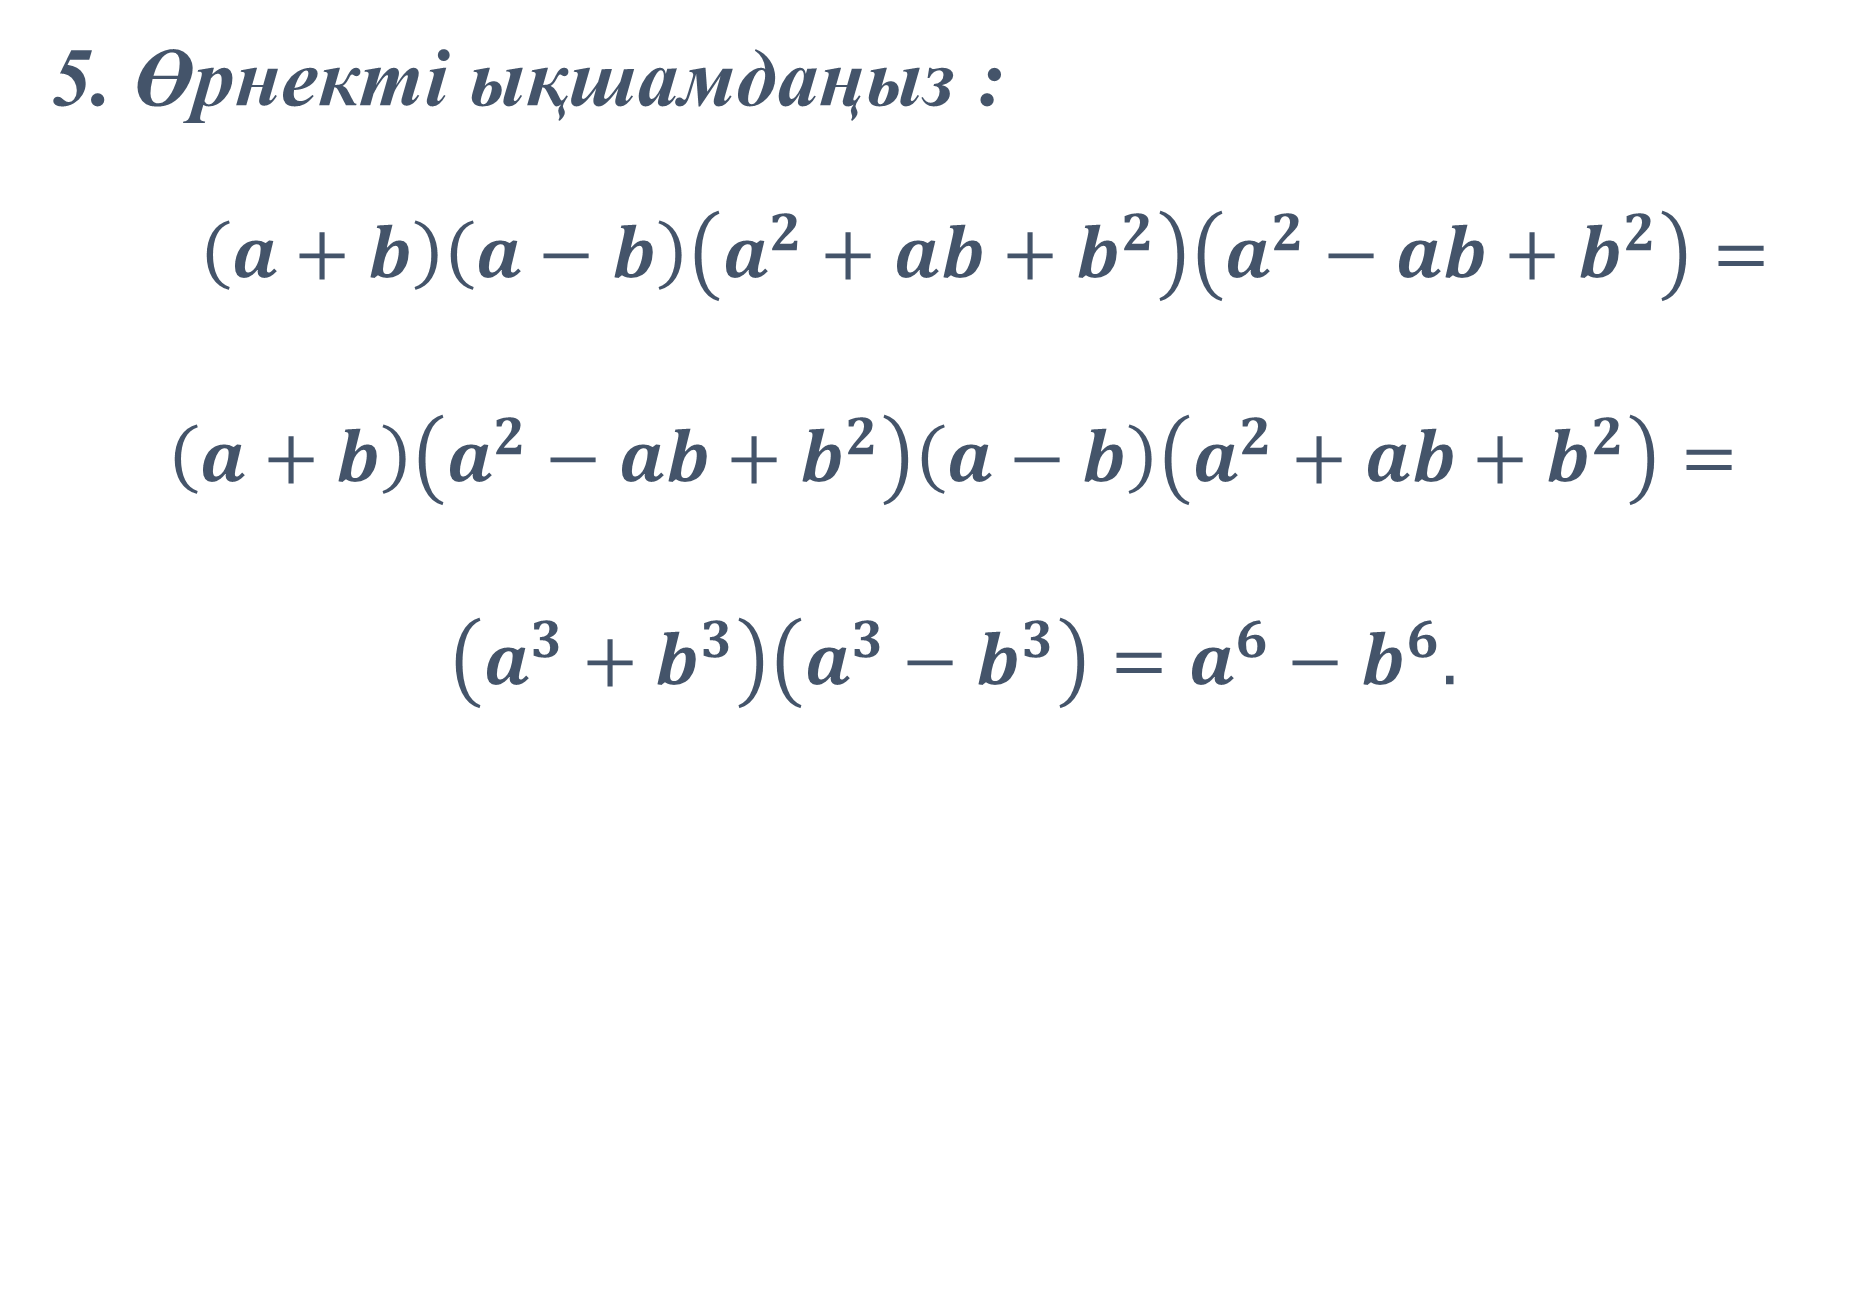 5. Өрнекті ықшамдаңыз :
(a + b)(a − b)(a² + ab + b²)(a² − ab + b²) =
(a + b)(a² − ab + b²)(a − b)(a² + ab + b²) =
(a³ + b³)(a³ − b³) = a⁶ − b⁶.